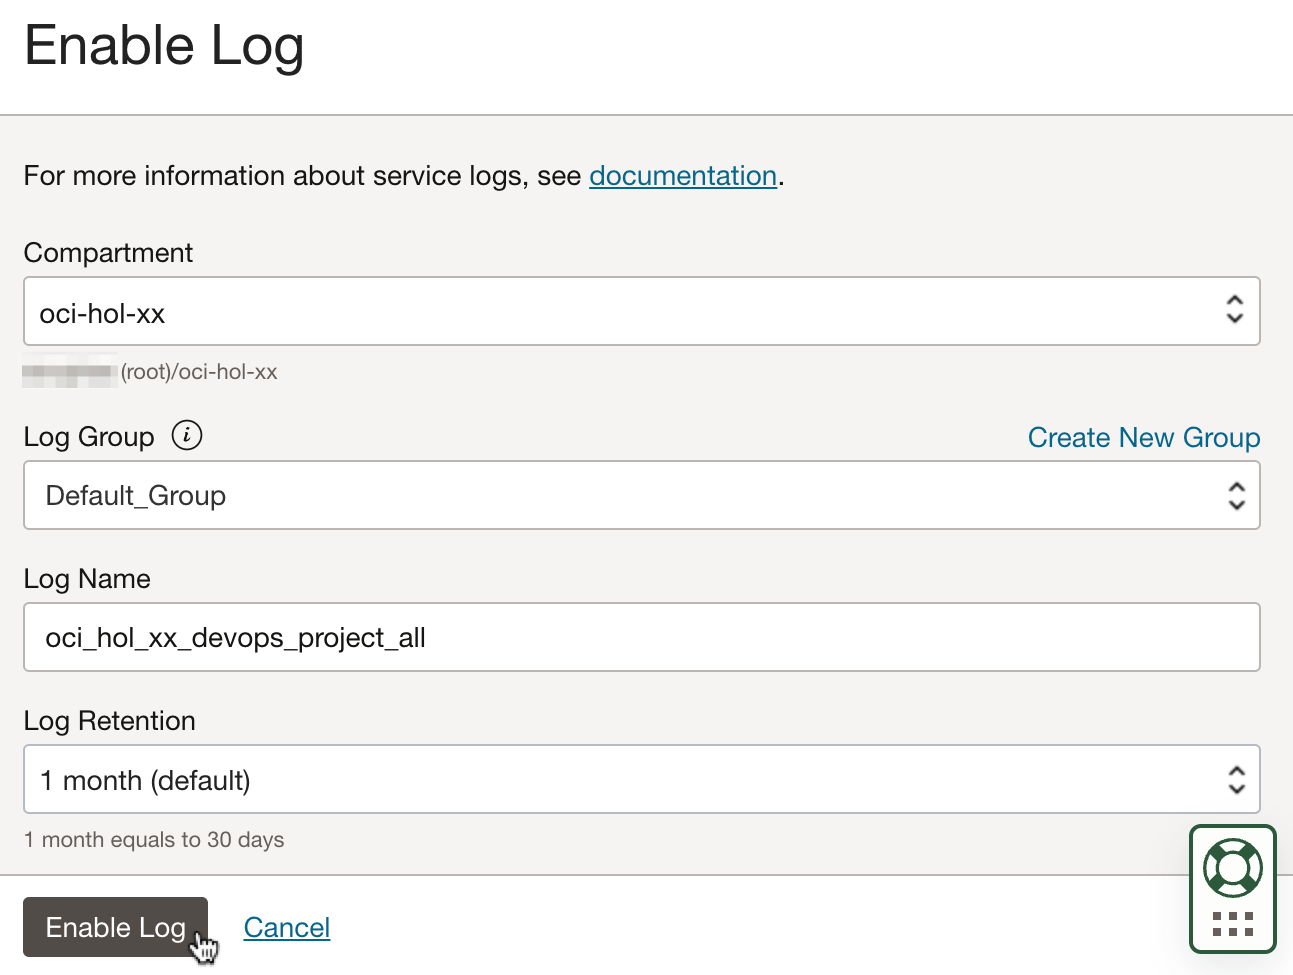 Enable Log
For more information about service logs, see documentation.
Compartment
oci-hol-xx
(root)/oci-hol-xx
Log Group i Create New Group
Default_Group
Log Name
oci_hol_xx_devops_project_all
Log Retention
1 month (default)
1 month equals to 30 days
Enable Log Cancel